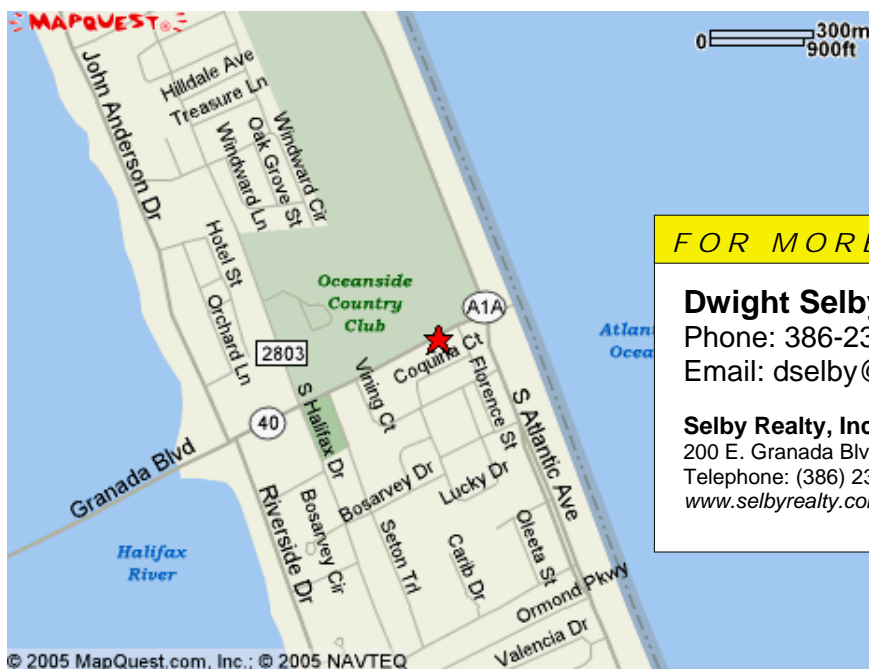 MAPQUEST
0 300m
900ft
Hilldale Ave
Treasure Ln
John Anderson Dr
Windward Ln
Oak Grove St
Windward Cir
Hotel St
Orchard Ln
Oceanside
Country
Club
A1A
2803
40
Vining Ct
Coquina Ct
Florence St
S Atlantic Ave
S Halifax Dr
Granada Blvd
Riverside Dr
Bosarvey Dr
Lucky Dr
Bosarvey Cir
Seton Trl
Carib Dr
Oleeta St
Ormond Pkwy
Valencia Dr
Halifax
River
Atlan
Ocea
FOR MORE
Dwight Selby
Phone: 386-23
Email: dselby@
Selby Realty, Inc
200 E. Granada Blv
Telephone: (386) 23
www.selbyrealty.co
© 2005 MapQuest.com, Inc.; © 2005 NAVTEQ